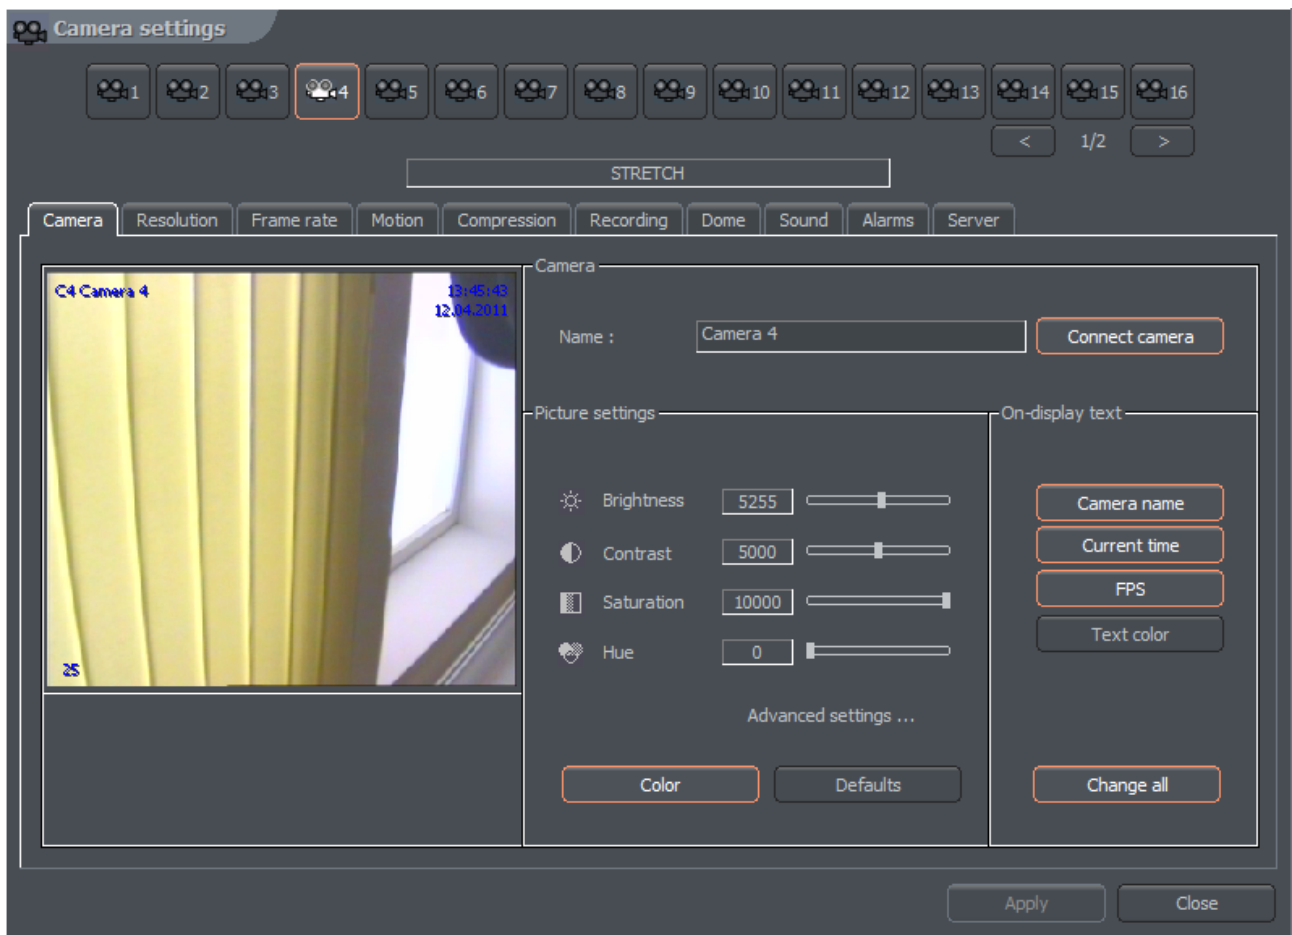 Camera settings
1 2 3 4 5 6 7 8 9 10 11 12 13 14 15 16
< 1/2 >
STRETCH
Camera Resolution Frame rate Motion Compression Recording Dome Sound Alarms Server
C4 Camera 4
13:45:43
12.04.2011
25
Camera
Name :
Camera 4
Connect camera
Picture settings
Brightness 5255
Contrast 5000
Saturation 10000
Hue 0
Advanced settings ...
Color Defaults
On-display text
Camera name
Current time
FPS
Text color
Change all
Apply Close